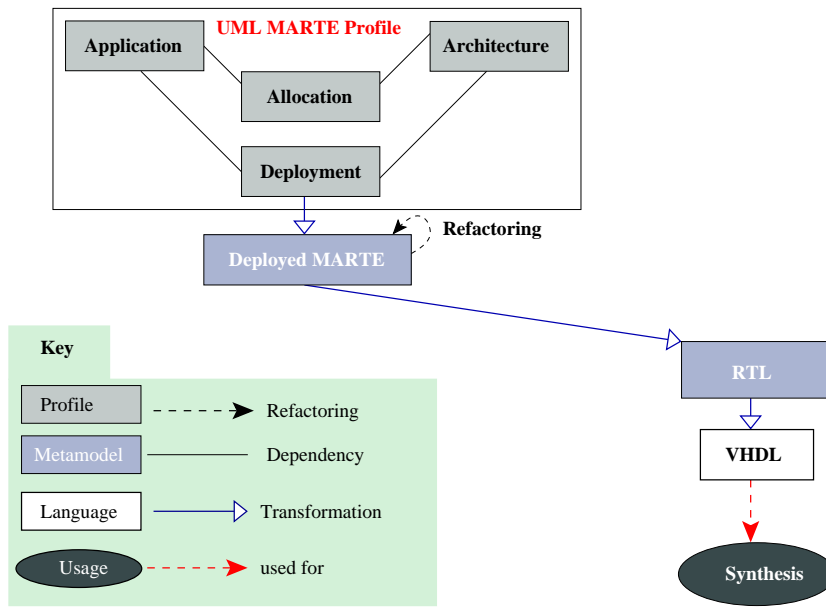 UML MARTE Profile
Application
Architecture
Allocation
Deployment
Deployed MARTE
Refactoring
RTL
VHDL
Synthesis
Key
Profile
Refactoring
Metamodel
Dependency
Language
Transformation
Usage
used for